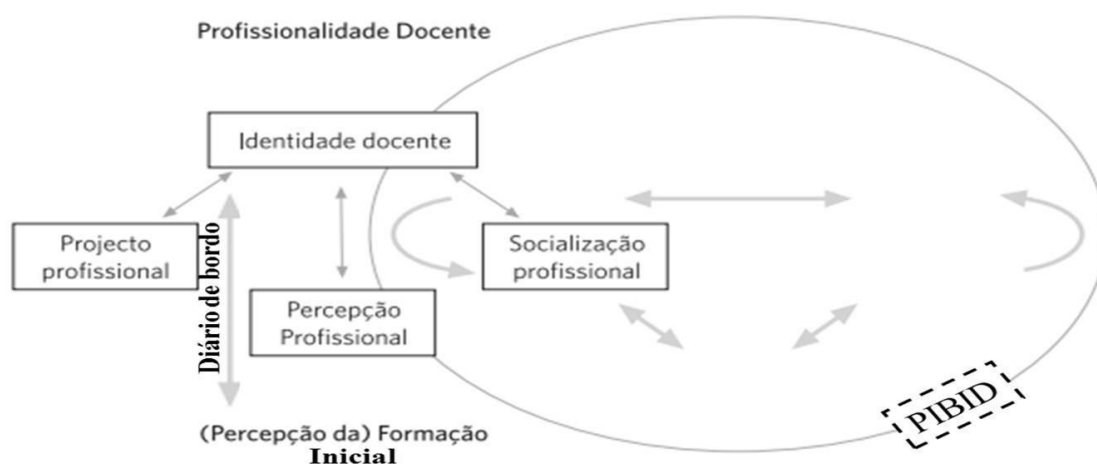 Profissionalidade Docente
Identidade docente
Projecto
profissional
Diário de bordo
Socialização
profissional
Percepção
Profissional
PIBID
(Percepção da) Formação
Inicial